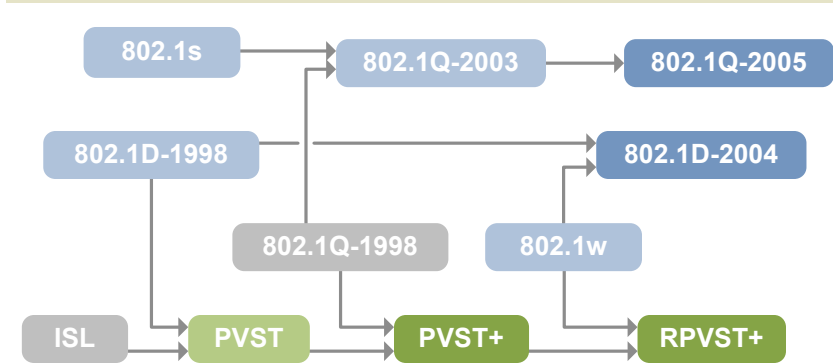 802.1s
802.1Q-2003
802.1Q-2005
802.1D-1998
802.1D-2004
802.1Q-1998
802.1w
ISL
PVST
PVST+
RPVST+